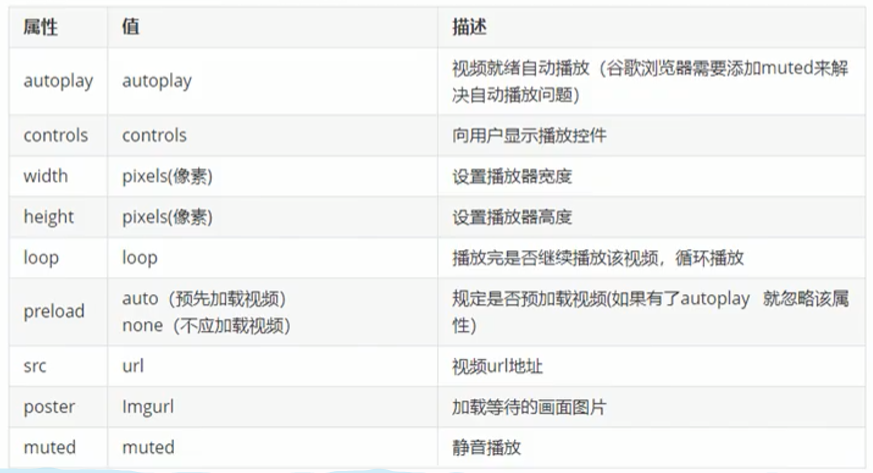 属性 值 描述
autoplay autoplay 视频就绪自动播放（谷歌浏览器需要添加muted来解
决自动播放问题）
controls controls 向用户显示播放控件
width pixels(像素) 设置播放器宽度
height pixels(像素) 设置播放器高度
loop loop 播放完是否继续播放该视频，循环播放
preload auto（预先加载视频） 规定是否预加载视频(如果有了autoplay 就忽略该属
none（不应加载视频） 性）
src url 视频url地址
poster Imgurl 加载等待的画面图片
muted muted 静音播放